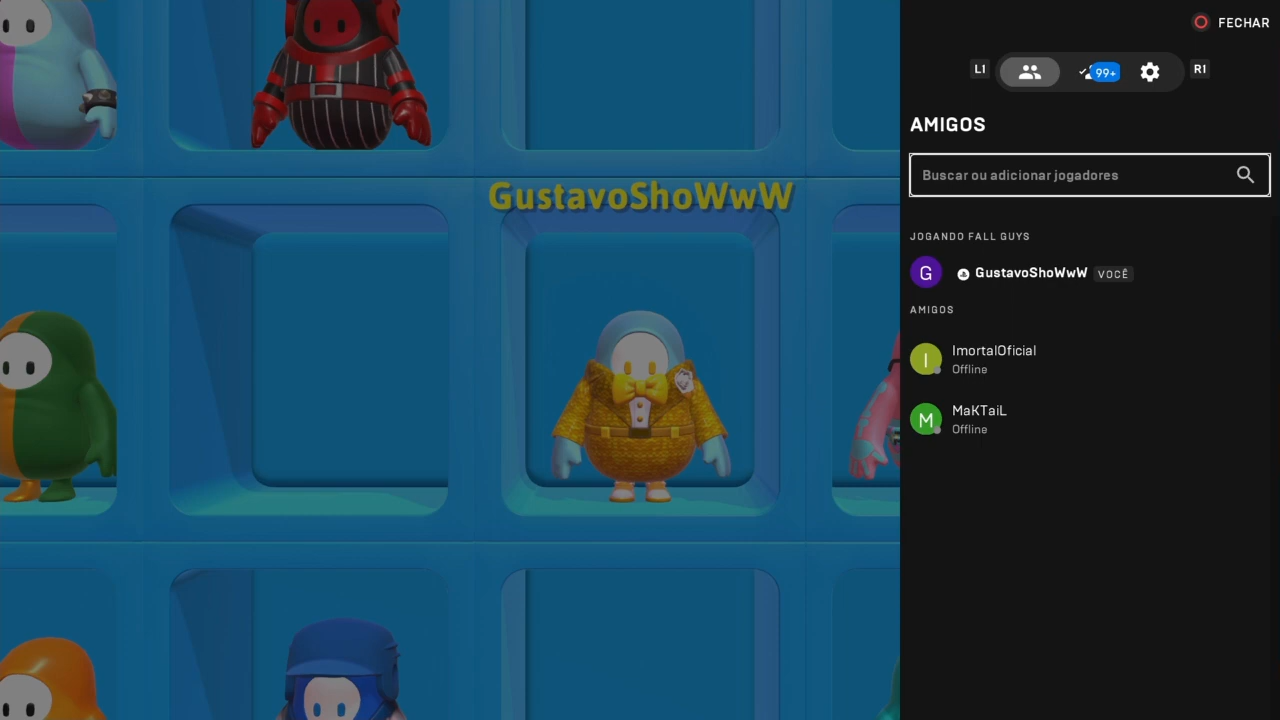 FECHAR
L1
99+
R1
AMIGOS
Buscar ou adicionar jogadores
GustavoShoWwW
JOGANDO FALL GUYS
G
GustavoShoWwW VOCÊ
AMIGOS
I
ImortalOficial
Offline
M
MaKTaiL
Offline